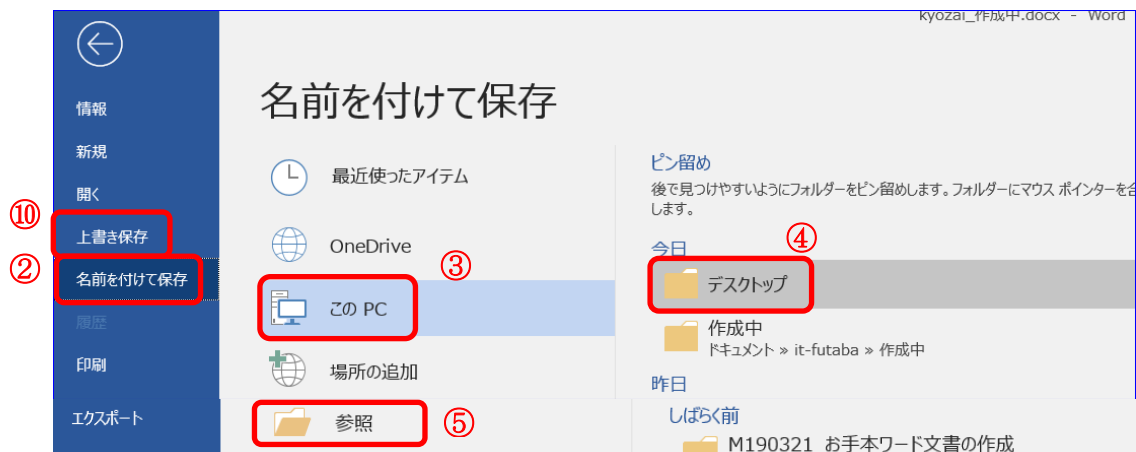 kyozai_作成中.docx - Word
情報
新規
開く
⑩
上書き保存
②
名前を付けて保存
履歴
印刷
エクスポート
名前を付けて保存
最近使ったアイテム
OneDrive
③
この PC
場所の追加
参照
⑤
ピン留め
後で見つけやすいようにフォルダーをピン留めします。フォルダーにマウス ポインターを合
します。
今日
④
デスクトップ
作成中
ドキュメント » it-futaba » 作成中
昨日
しばらく前
M190321 お手本ワード文書の作成